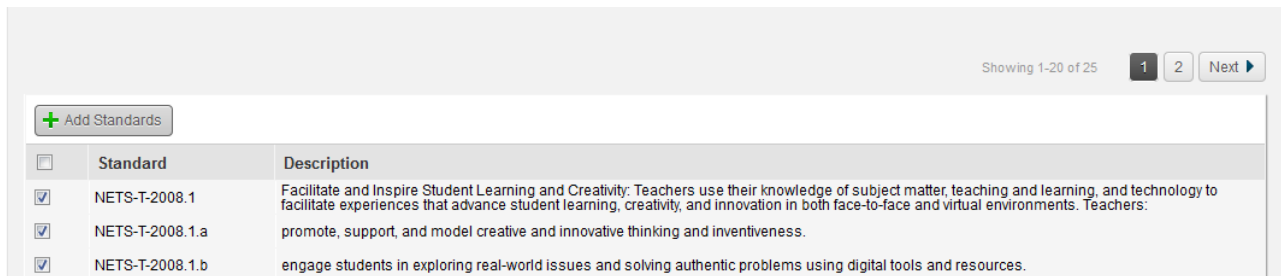 Showing 1-20 of 25 1 2 Next
Add Standards
Standard Description
NETS-T-2008.1 Facilitate and Inspire Student Learning and Creativity: Teachers use their knowledge of subject matter, teaching and learning, and technology to
facilitate experiences that advance student learning, creativity, and innovation in both face-to-face and virtual environments. Teachers:
NETS-T-2008.1.a promote, support, and model creative and innovative thinking and inventiveness.
NETS-T-2008.1.b engage students in exploring real-world issues and solving authentic problems using digital tools and resources.